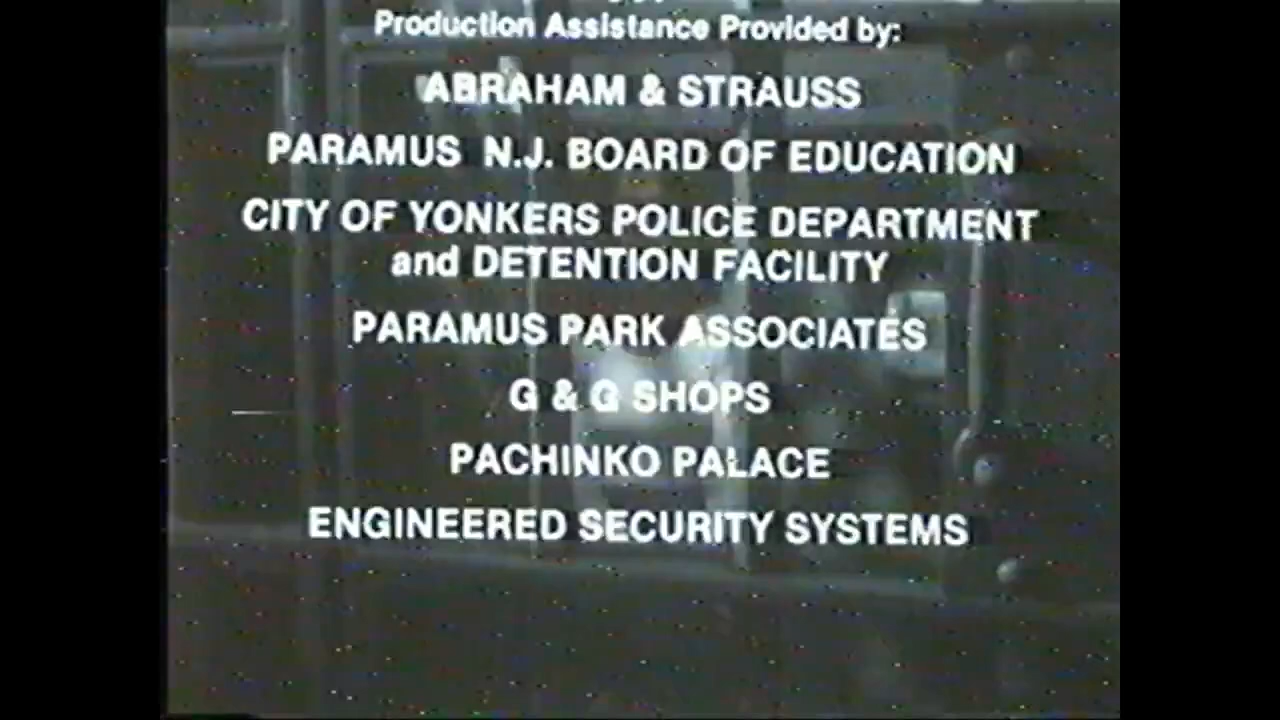 Production Assistance Provided by:
ABRAHAM & STRAUSS
PARAMUS N.J. BOARD OF EDUCATION
CITY OF YONKERS POLICE DEPARTMENT
and DETENTION FACILITY
PARAMUS PARK ASSOCIATES
G & G SHOPS
PACHINKO PALACE
ENGINEERED SECURITY SYSTEMS